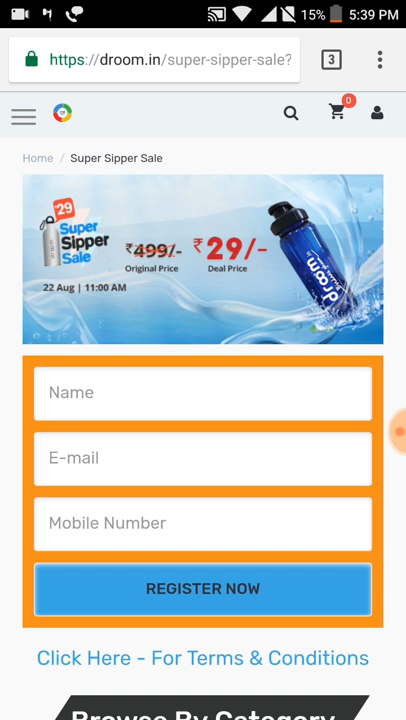 15% 5:39 PM
https://droom.in/super-sipper-sale?
3
0
Home / Super Sipper Sale
₹29
Super
Sipper
Sale
₹499/-
Original Price
₹29/-
Deal Price
22 Aug | 11:00 AM
droom
Name
E-mail
Mobile Number
REGISTER NOW
Click Here - For Terms & Conditions
Browse By Category